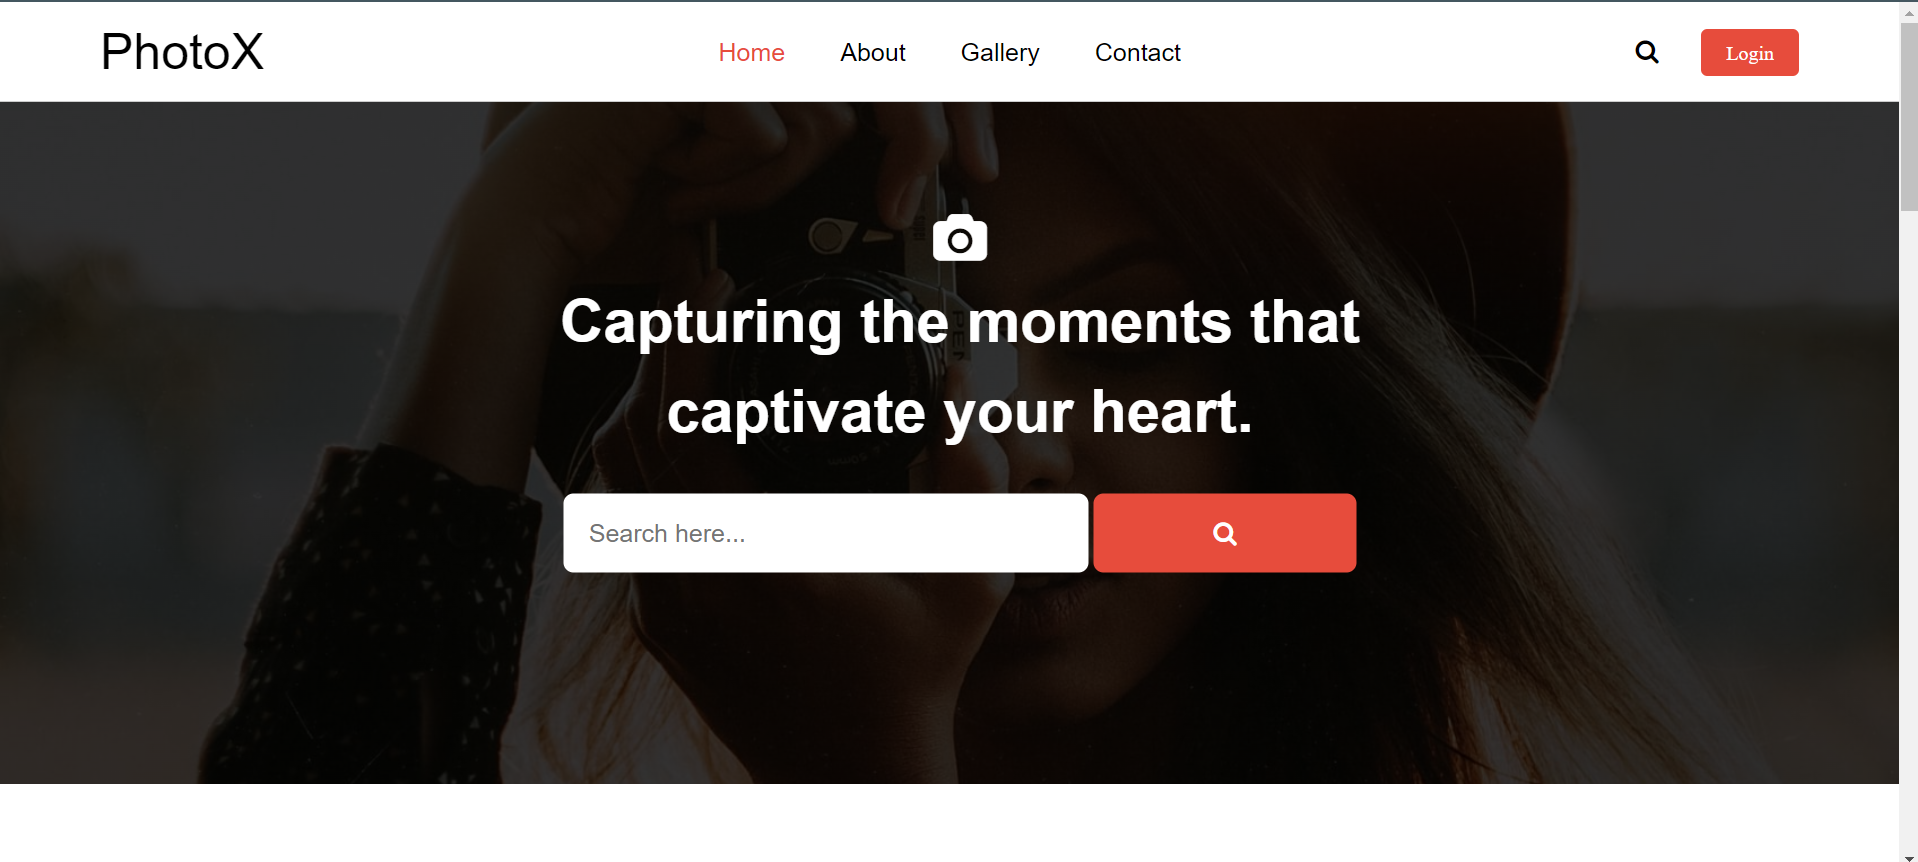 PhotoX
Home About Gallery Contact
Login
Capturing the moments that
captivate your heart.
Search here...